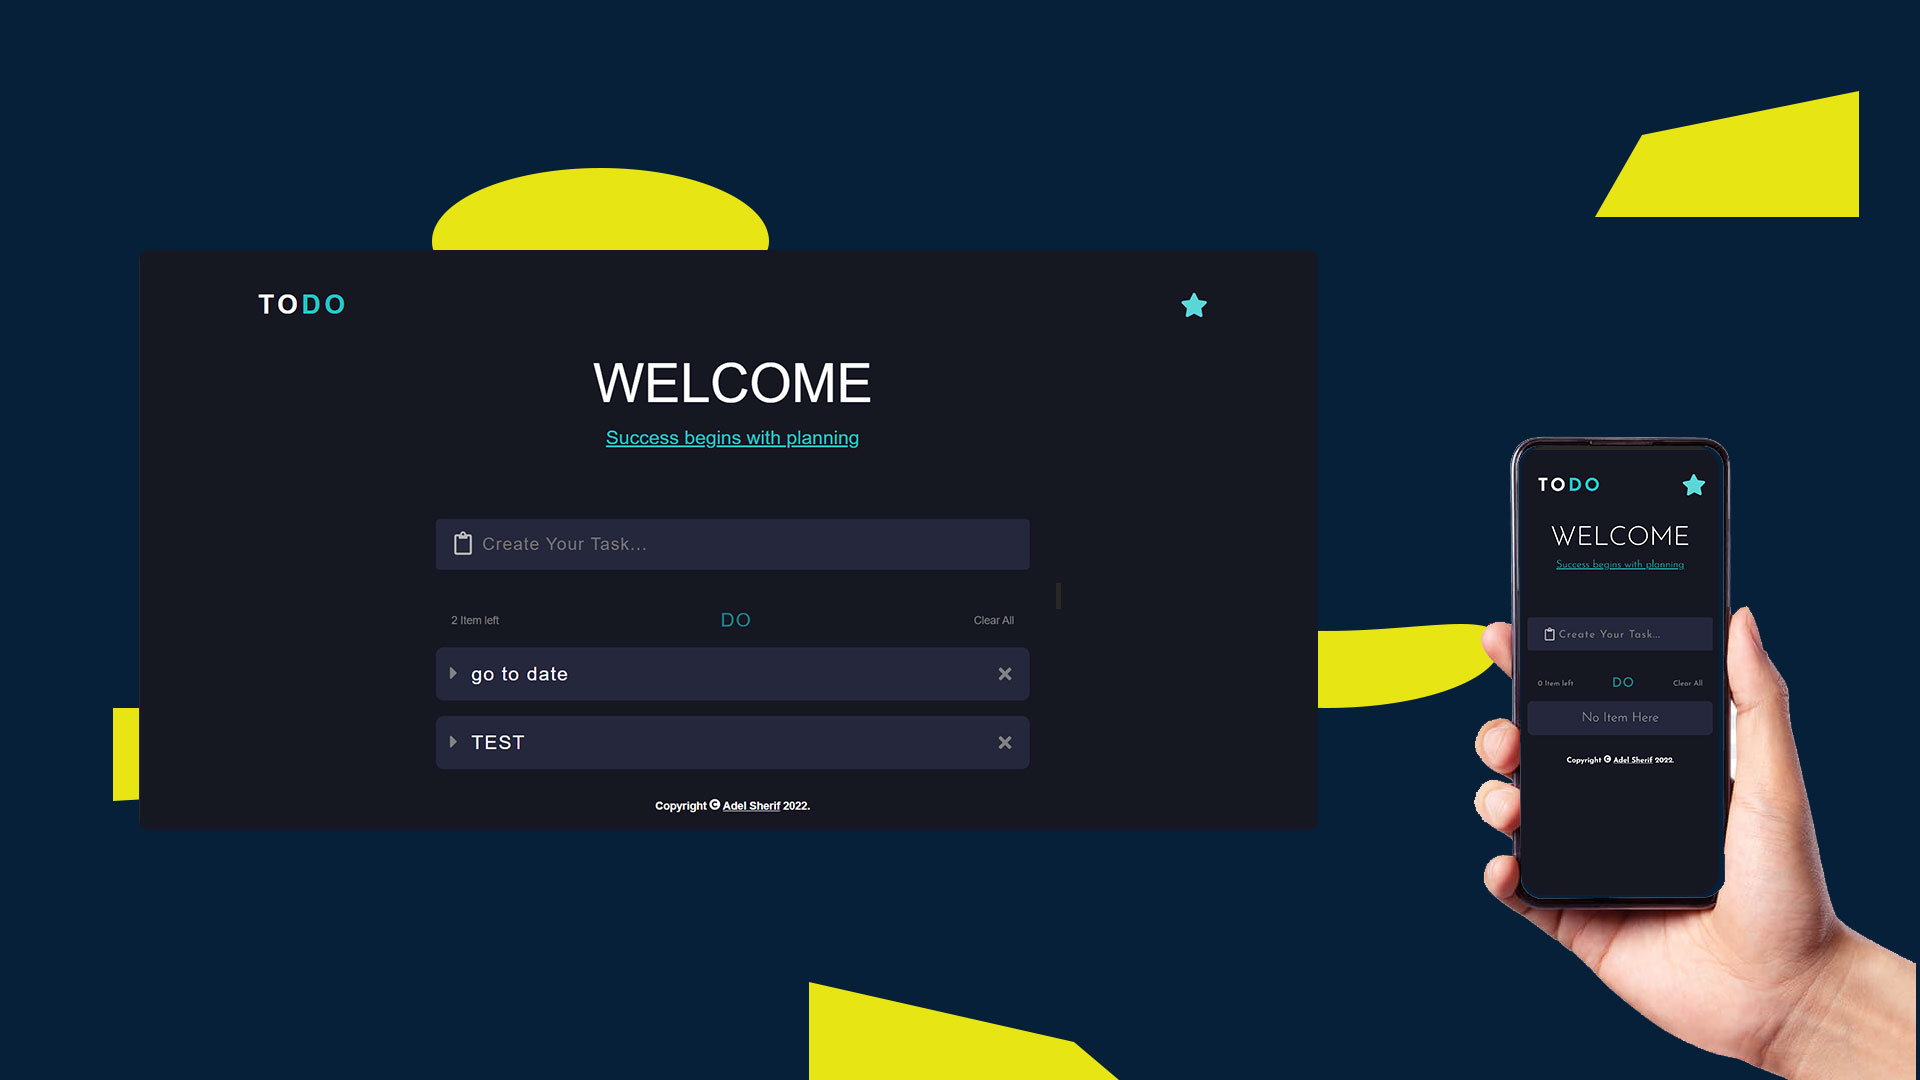 TODO
WELCOME
Success begins with planning
Create Your Task...
2 Item left DO Clear All
go to date
TEST
Copyright © Adel Sherif 2022.
TODO
WELCOME
Success begins with planning
Create Your Task...
0 Item left DO Clear All
No Item Here
Copyright © Adel Sherif 2022.